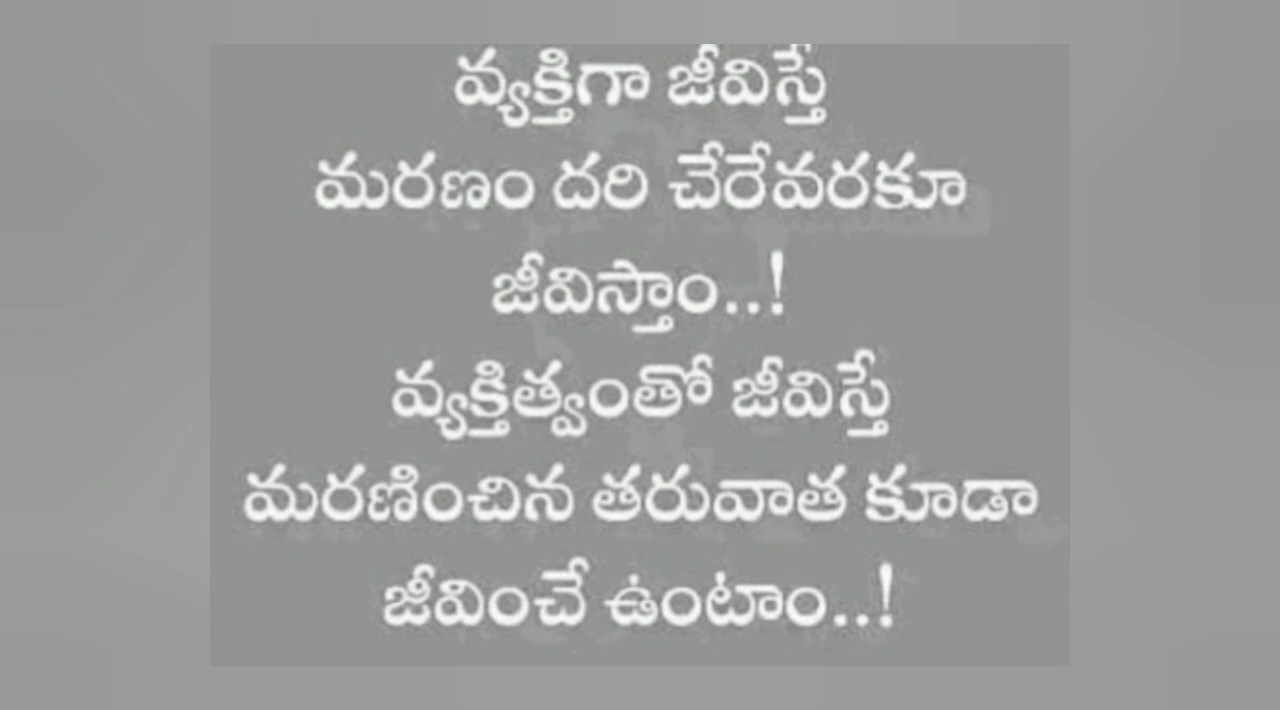 వ్యక్తిగా జీవిస్తే
మరణం దరి చేరేవరకూ
జీవిస్తాం..!
వ్యక్తిత్వంతో జీవిస్తే
మరణించిన తరువాత కూడా
జీవించే ఉంటాం..!